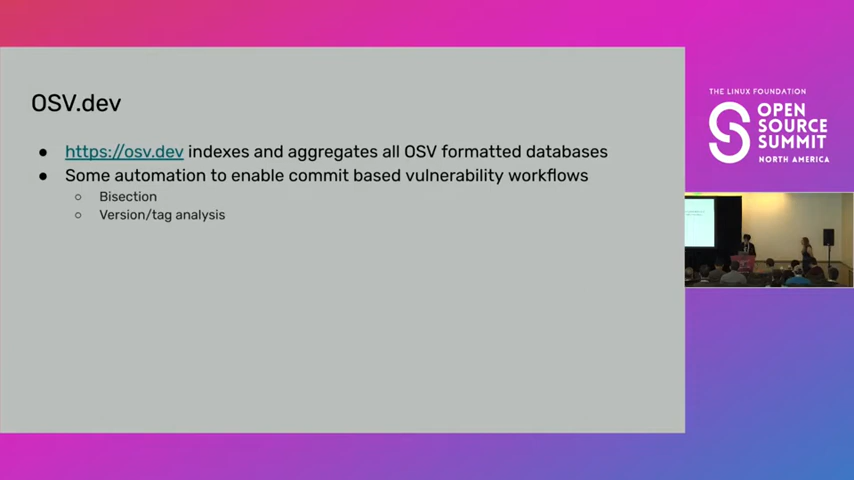 OSV.dev
● https://osv.dev indexes and aggregates all OSV formatted databases
● Some automation to enable commit based vulnerability workflows
○ Bisection
○ Version/tag analysis
THE LINUX FOUNDATION
OPEN
SOURCE
SUMMIT
NORTH AMERICA